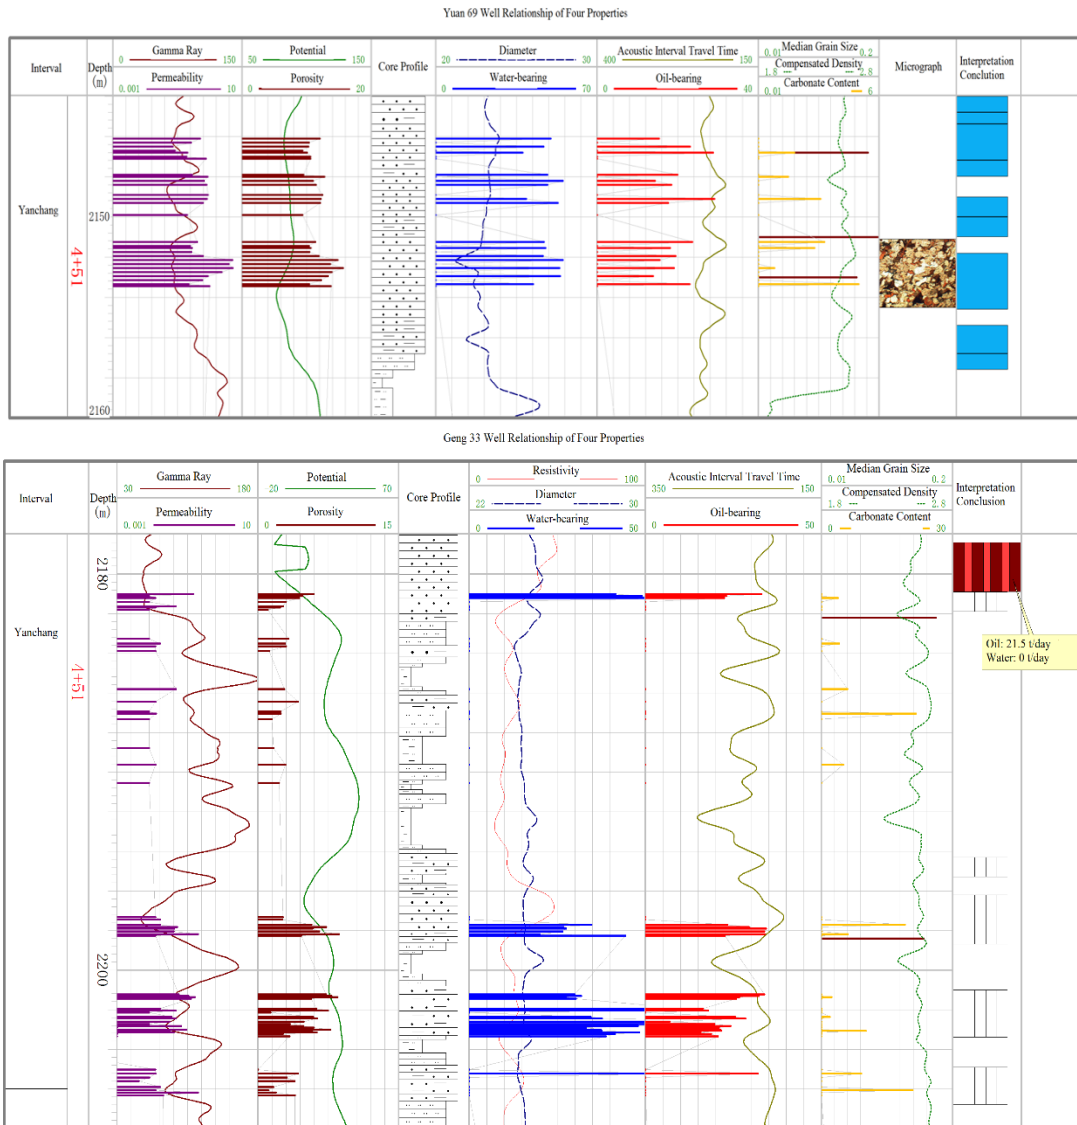 Yuan 69 Well Relationship of Four Properties
Interval
Depth
(m)
0 Gamma Ray 150
Permeability
0.001 10
50 Potential 150
Porosity
0 20
Core Profile
Diameter
20 30
Water-bearing
0 70
Acoustic Interval Travel Time
400 150
Oil-bearing
0 40
Median Grain Size
0.01 0.2
Compensated Density
1.8 2.8
Carbonate Content
0.01 6
Micrograph
Interpretation
Conclution
Yanchang
4+51
2150
2160
Geng 33 Well Relationship of Four Properties
Interval
Depth
(m)
Gamma Ray
30 180
Permeability
0.001 10
Potential
-20 70
Porosity
0 15
Core Profile
Resistivity
0 100
Diameter
22 30
Water-bearing
0 50
Acoustic Interval Travel Time
350 150
Oil-bearing
0 50
Median Grain Size
0.01 0.2
Compensated Density
1.8 2.8
Carbonate Content
0 30
Interpretation
Conclusion
Yanchang
4+51
2180
2200
Oil: 21.5 t/day
Water: 0 t/day